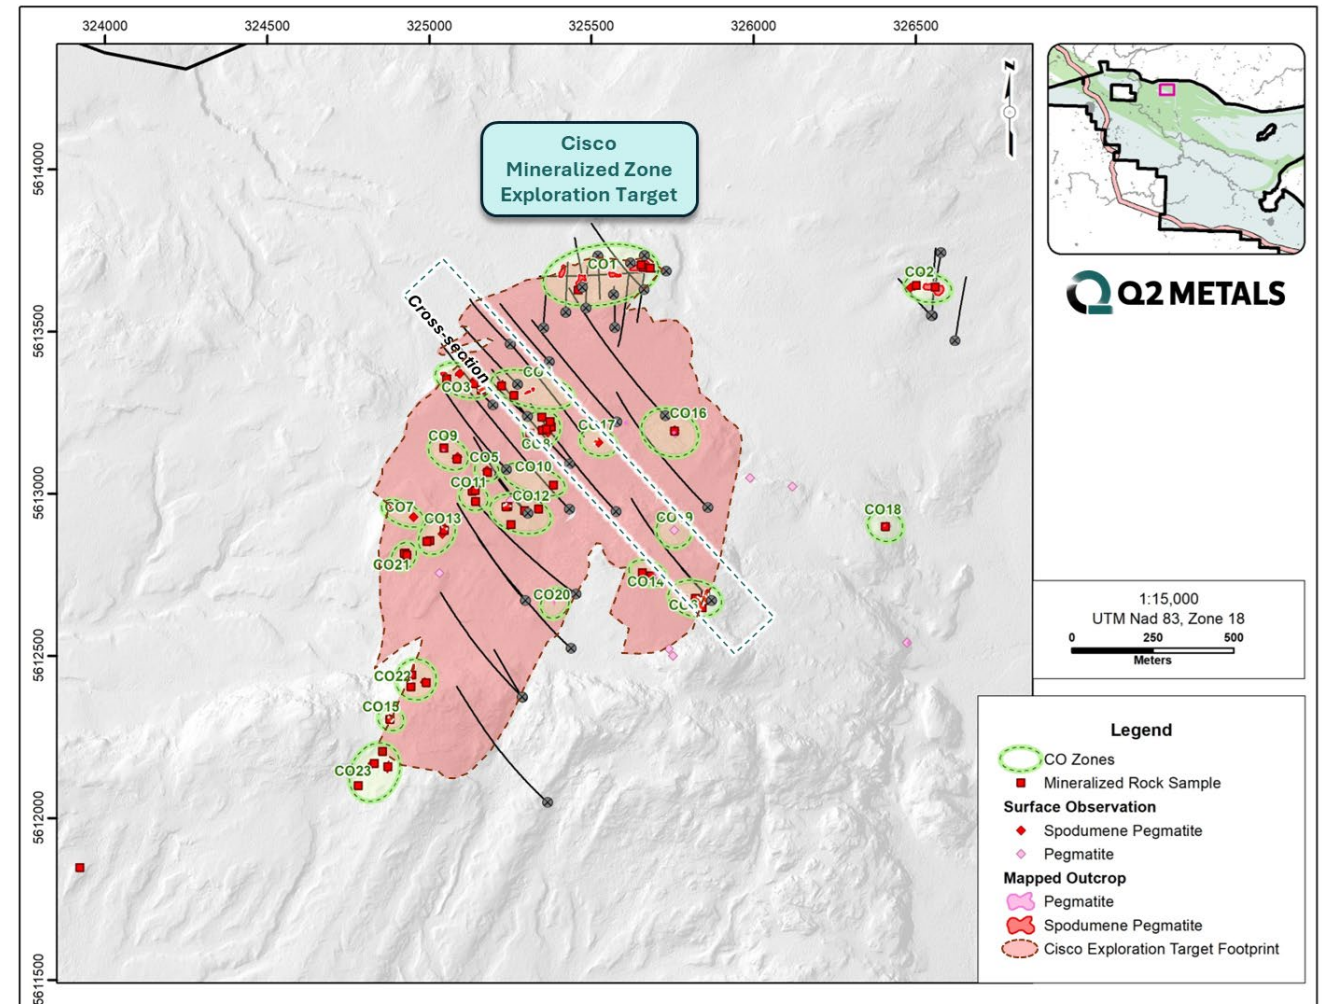 324000
324500
325000
325500
326000
326500
5614000
5613500
5613000
5612500
5612000
5611500
Cisco
Mineralized Zone
Exploration Target
N
Q2 METALS
Cross-section
CO1
CO2
CO3
CO16
CO17
CO9
CO8
CO5
CO10
CO11
CO12
CO7
CO13
CO18
CO21
CO14
CO20
CO22
CO15
CO23
1:15,000
UTM Nad 83, Zone 18
0 250 500
Meters
Legend
CO Zones
Mineralized Rock Sample
Surface Observation
Spodumene Pegmatite
Pegmatite
Mapped Outcrop
Pegmatite
Spodumene Pegmatite
Cisco Exploration Target Footprint